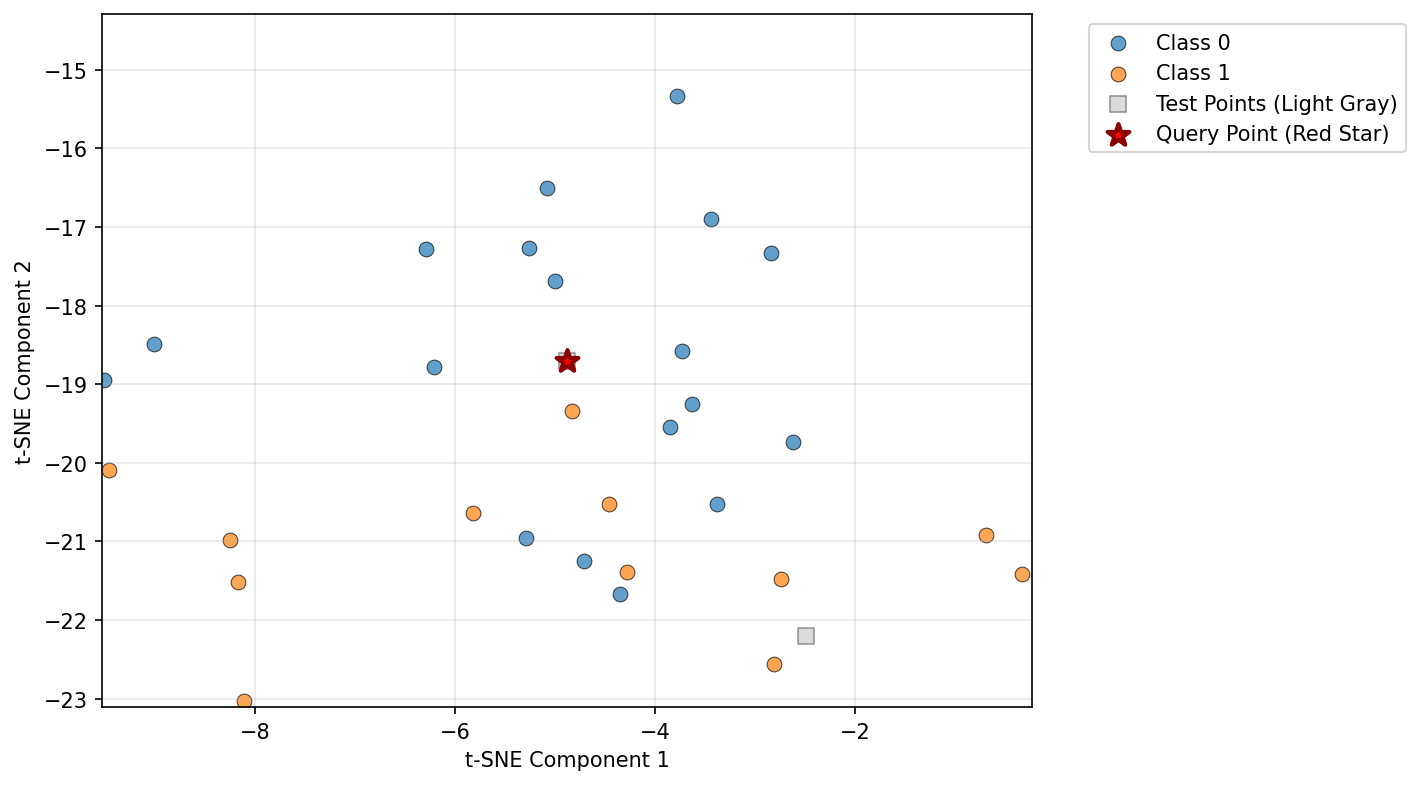 Class 0
Class 1
Test Points (Light Gray)
Query Point (Red Star)
t-SNE Component 2
−15
−16
−17
−18
−19
−20
−21
−22
−23
−8
−6
−4
−2
t-SNE Component 1